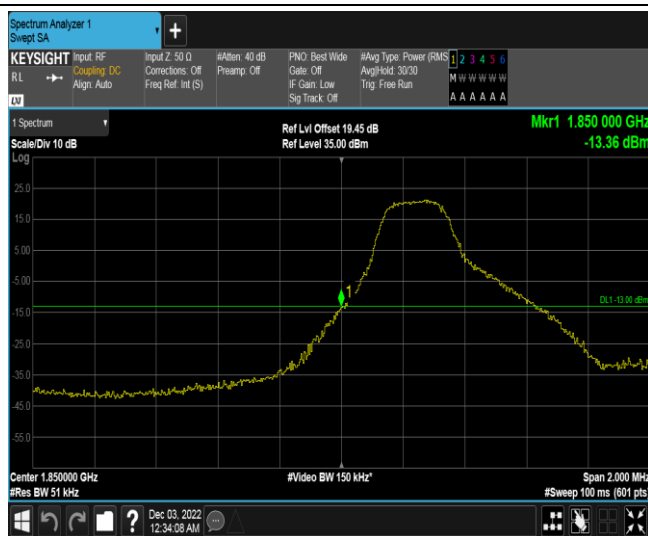 Spectrum Analyzer 1
Swept SA
KEYSIGHT
RL
LXI
Input: RF
Coupling: DC
Align: Auto
Input Z: 50 Ω
Corrections: Off
Freq Ref: Int (S)
#Atten: 40 dB
Preamp: Off
PNO: Best Wide
Gate: Off
IF Gain: Low
Sig Track: Off
#Avg Type: Power (RMS
Avg|Hold: 30/30
Trig: Free Run
1 2 3 4 5 6
M W W W W W
A A A A A A
1 Spectrum
Scale/Div 10 dB
Ref Lvl Offset 19.45 dB
Ref Level 35.00 dBm
Mkr1 1.850 000 GHz
-13.36 dBm
Log
25.0
15.0
5.00
-5.00
1
DL1 -13.00 dBm
-15.0
-25.0
-35.0
-45.0
-55.0
Center 1.850000 GHz
#Res BW 51 kHz
#Video BW 150 kHz*
Span 2.000 MHz
#Sweep 100 ms (601 pts)
?
Dec 03, 2022
12:34:08 AM